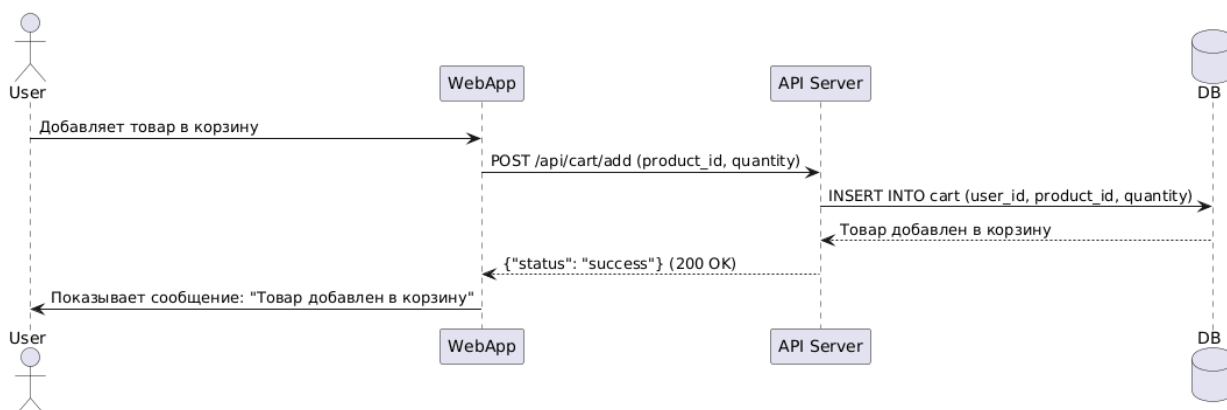 User
WebApp
API Server
DB
Добавляет товар в корзину
POST /api/cart/add (product_id, quantity)
INSERT INTO cart (user_id, product_id, quantity)
Товар добавлен в корзину
{"status": "success"} (200 OK)
Показывает сообщение: "Товар добавлен в корзину"
User
WebApp
API Server
DB